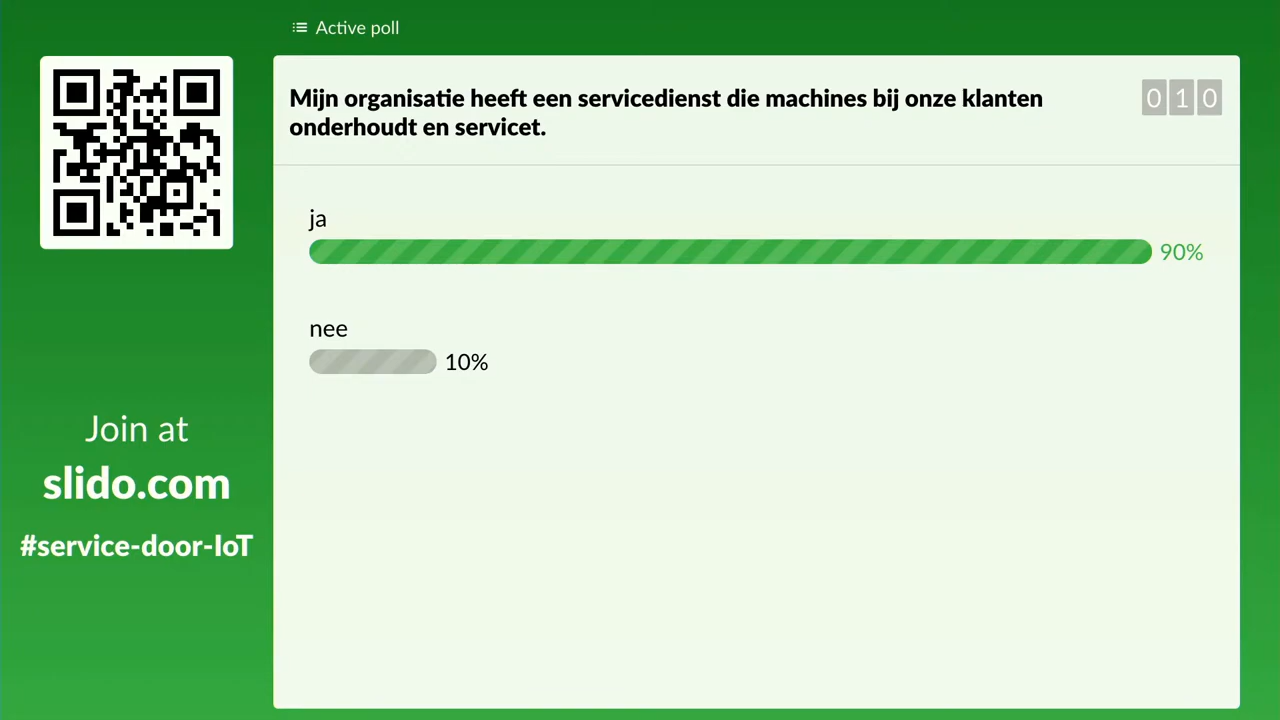 Active poll
Mijn organisatie heeft een servicedienst die machines bij onze klanten
onderhoudt en servicet.
010
ja
90%
nee
10%
Join at
slido.com
#service-door-IoT